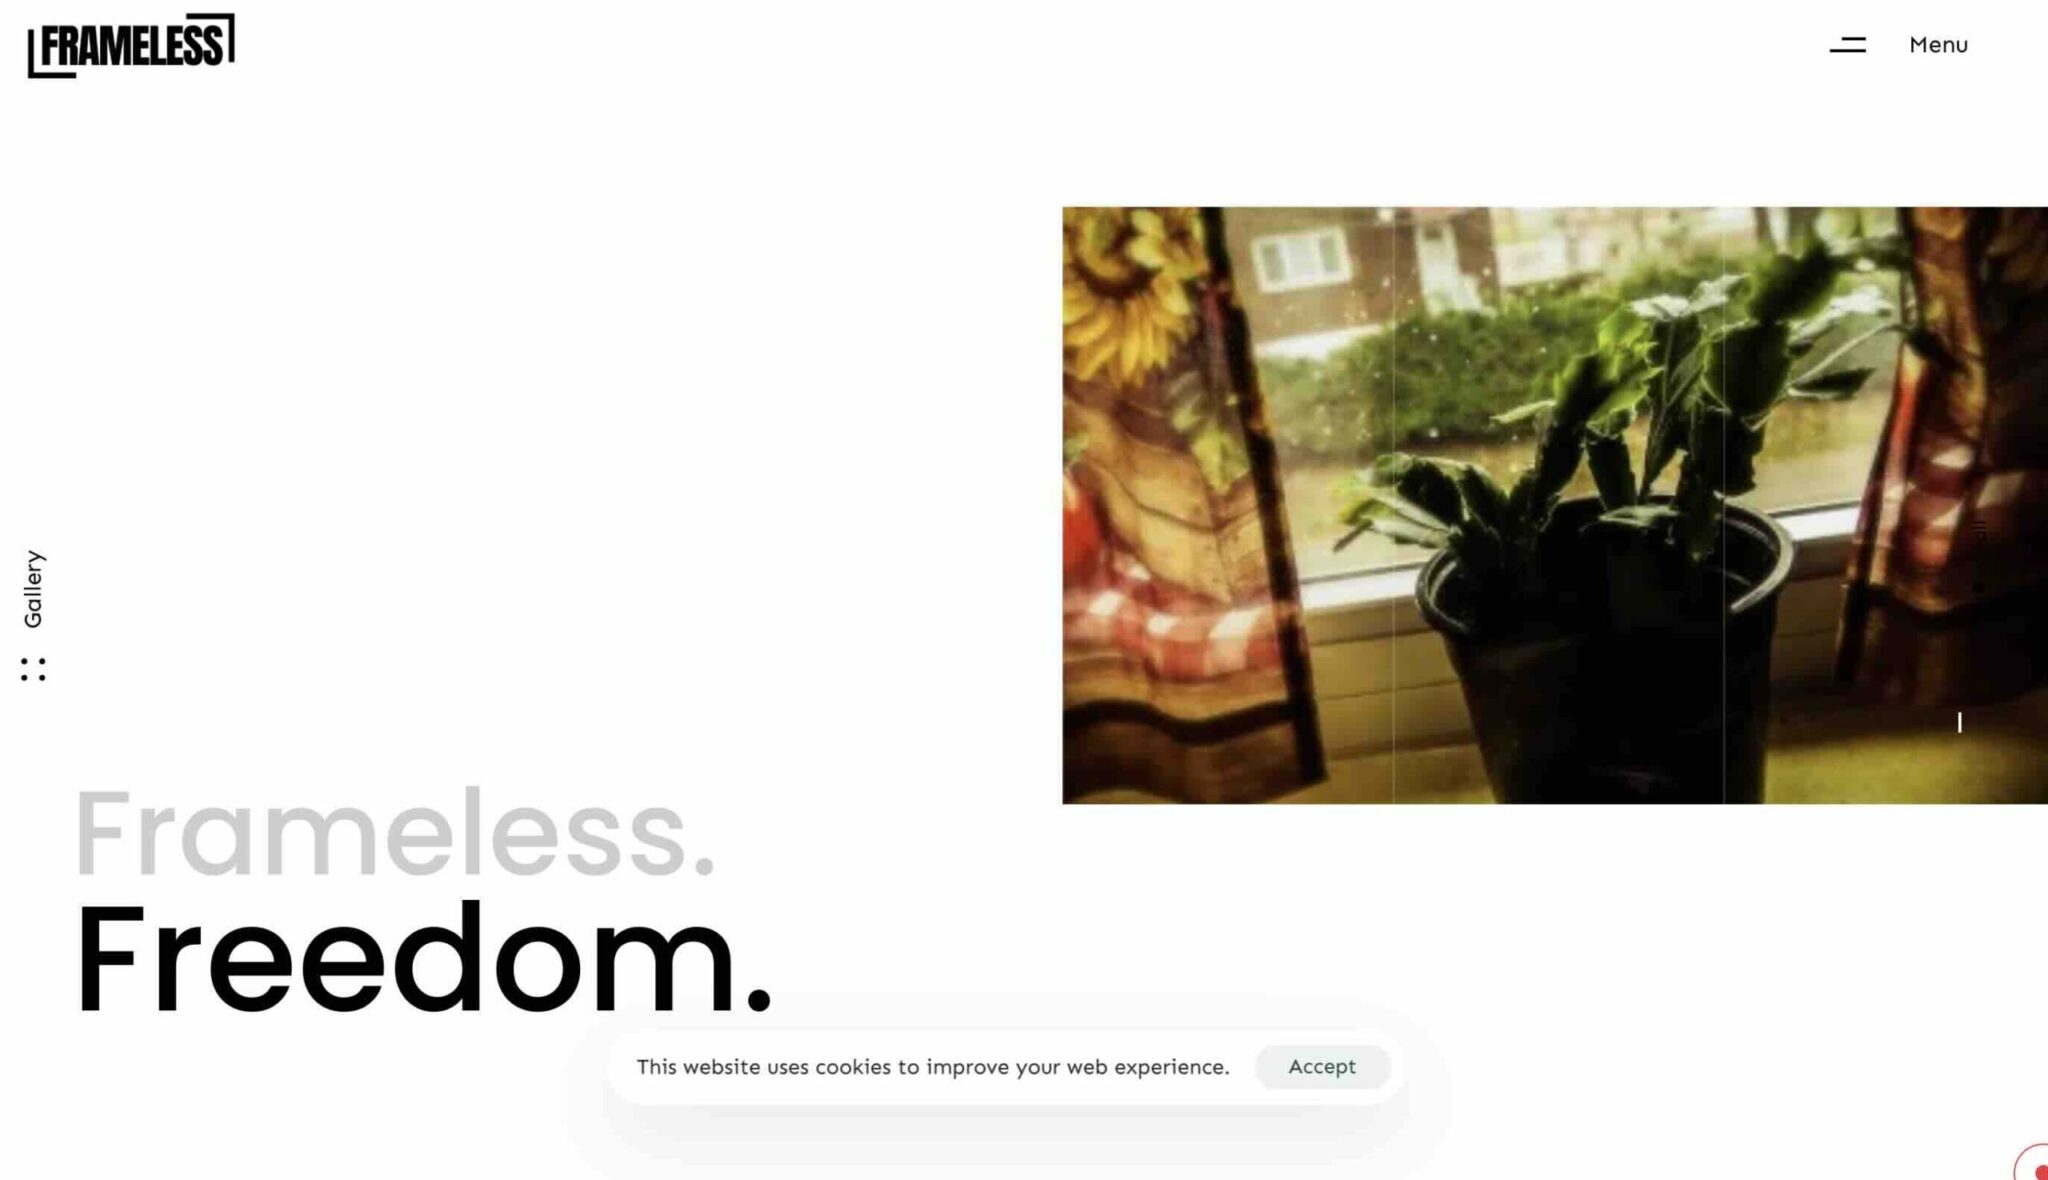 FRAMELESS
Menu
Gallery
Frameless.
Freedom.
This website uses cookies to improve your web experience.
Accept